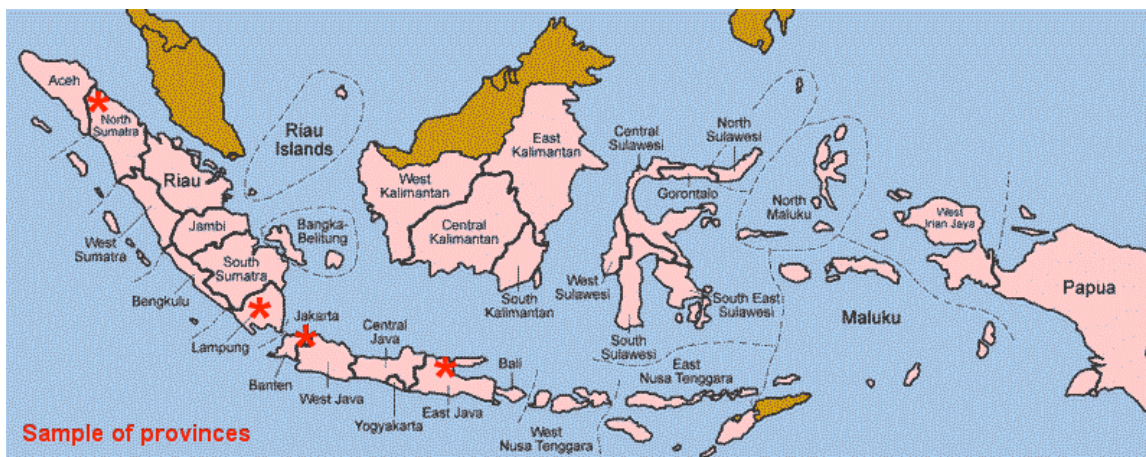 Aceh
North
Sumatra
Riau
Islands
Riau
West
Sumatra
Jambi
Bangka-
Belitung
South
Sumatra
Bengkulu
Lampung
Jakarta
Banten
West Java
Central
Java
Yogyakarta
East Java
Bali
West
Nusa Tenggara
East
Nusa Tenggara
West
Kalimantan
Central
Kalimantan
East
Kalimantan
South
Kalimantan
Central
Sulawesi
North
Sulawesi
Gorontalo
West
Sulawesi
South
Sulawesi
South East
Sulawesi
North
Maluku
Maluku
West
Irian Jaya
Papua
Sample of provinces